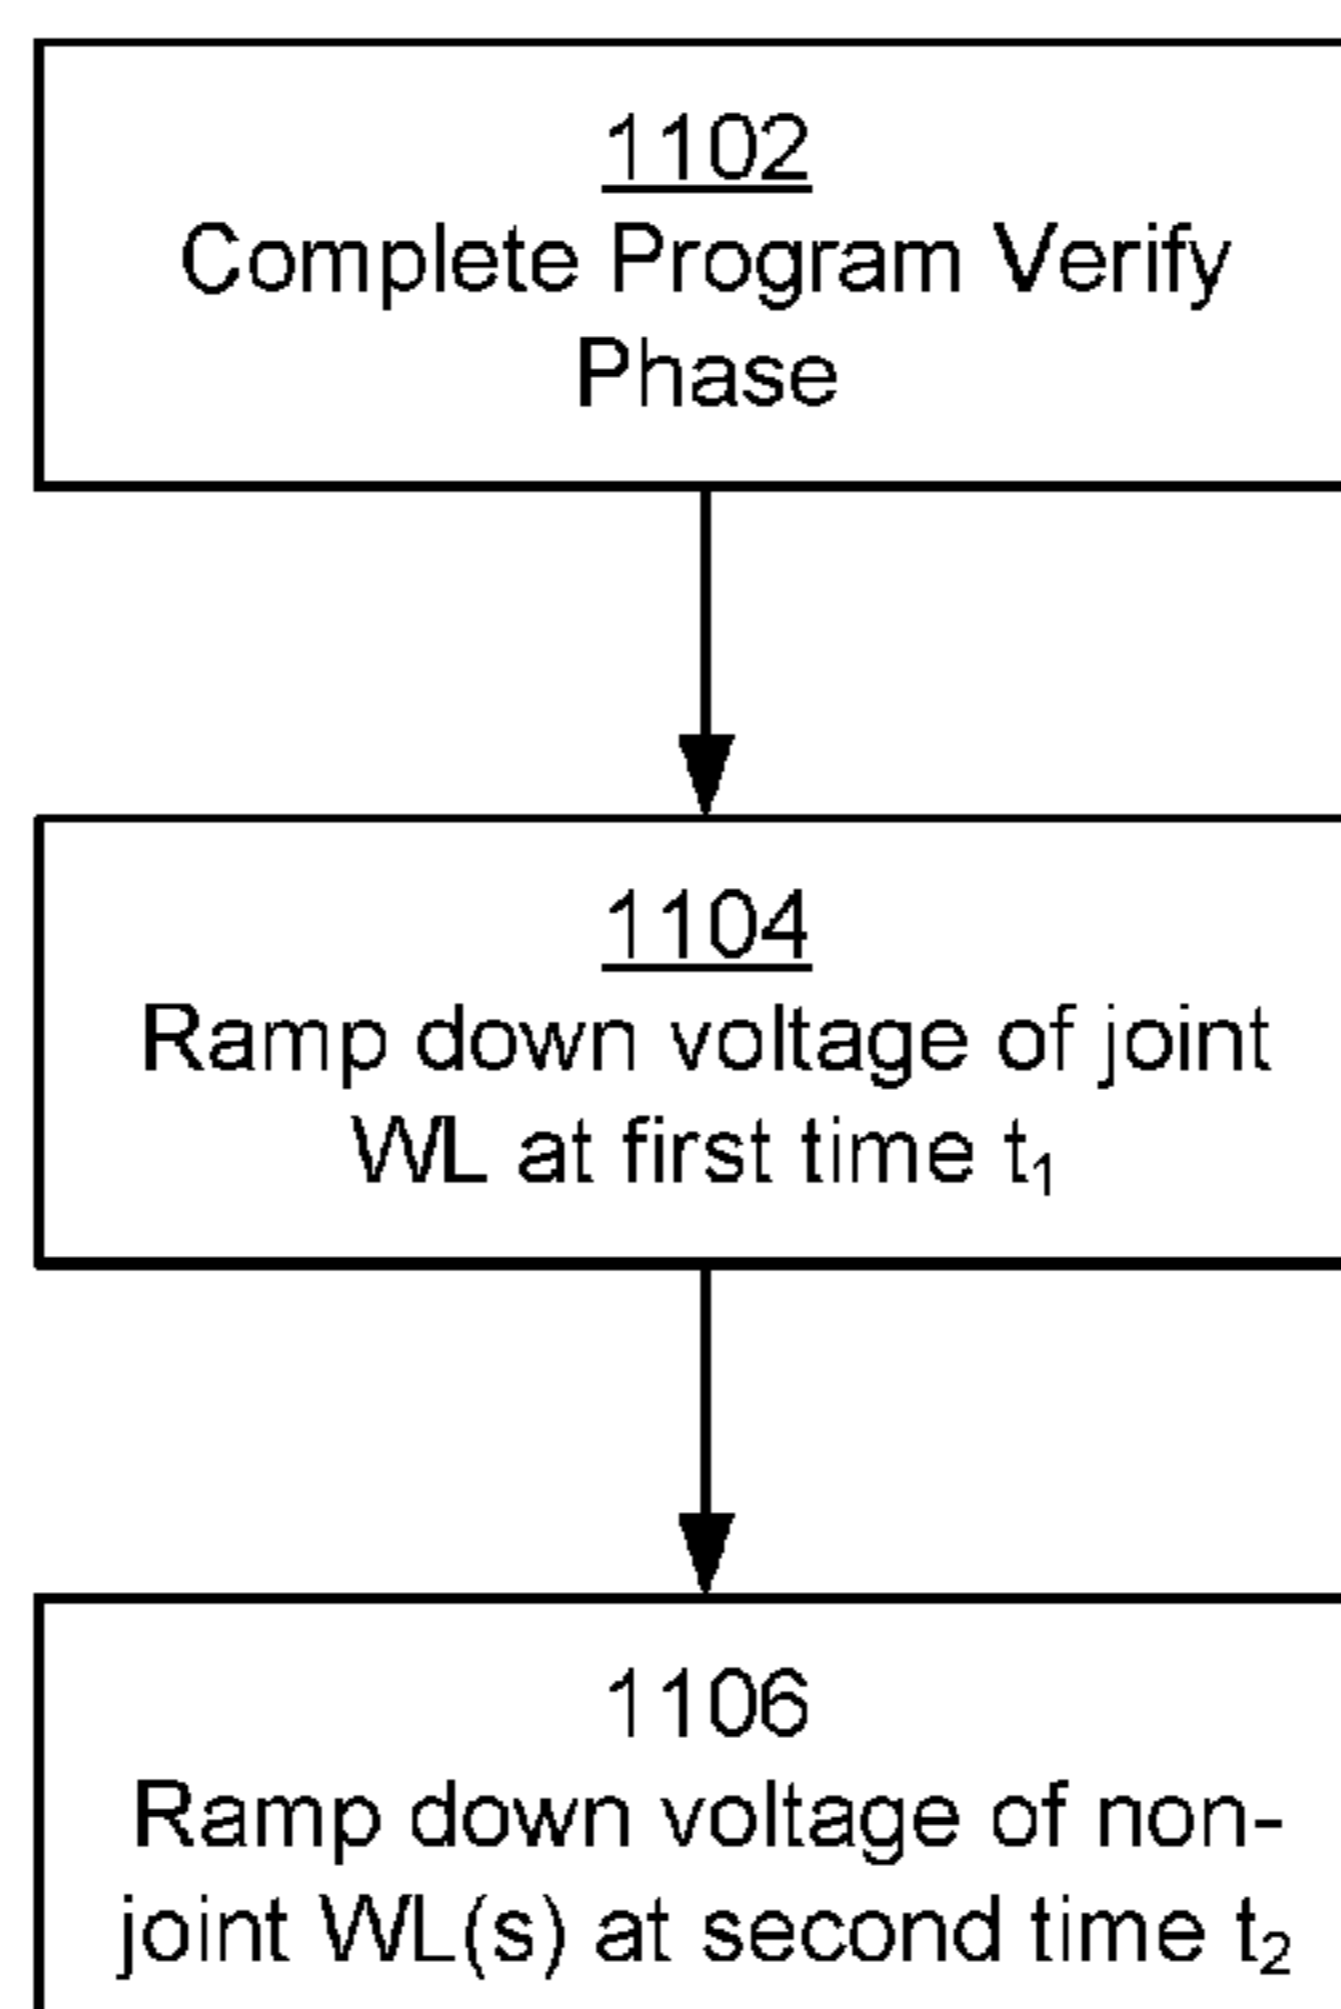 1102
Complete Program Verify
Phase
1104
Ramp down voltage of joint
WL at first time t₁
1106
Ramp down voltage of non-
joint WL(s) at second time t₂